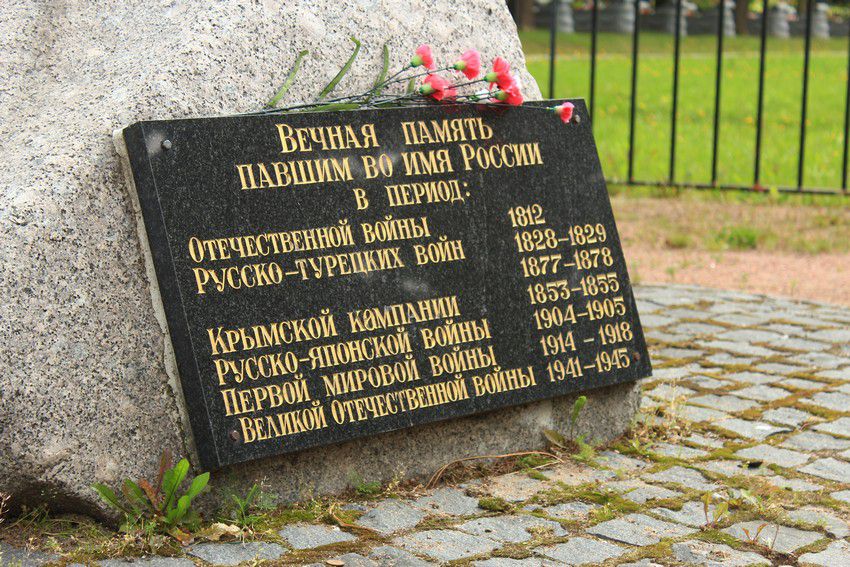 Вечная память
павшим во имя России
в период:
Отечественной войны 1812
Русско-турецких войн 1828-1829
1877-1878
Крымской кампании 1853-1855
Русско-японской войны 1904-1905
Первой мировой войны 1914-1918
Великой Отечественной войны 1941-1945